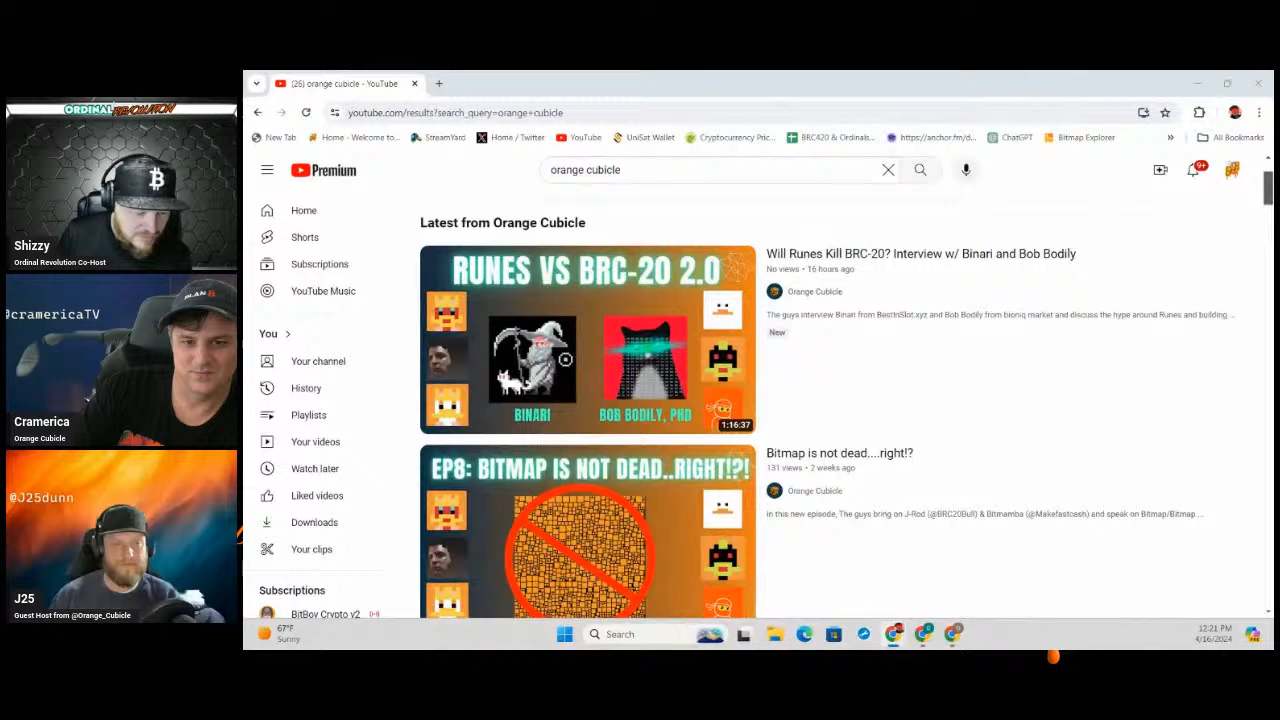 ORDINAL REVOLUTION
Shizzy
Ordinal Revolution Co-Host
@cramericaTV
PLAN B
Cramerica
Orange Cubicle
@J25dunn
J25
Guest Host from @Orange_Cubicle
(26) orange cubicle - YouTube
youtube.com/results?search_query=orange+cubicle
New Tab
Home - Welcome to...
StreamYard
Home / Twitter
YouTube
UniSat Wallet
Cryptocurrency Pric...
BRC420 & Ordinals...
https://anchor.fm/d...
ChatGPT
Bitmap Explorer
»
All Bookmarks
Premium
orange cubicle
9+
Home
Shorts
Subscriptions
YouTube Music
You
Your channel
History
Playlists
Your videos
Watch later
Liked videos
Downloads
Your clips
Subscriptions
BitBoy Crypto v2
Latest from Orange Cubicle
RUNES VS BRC-20 2.0
BINARI
BOB BODILY, PHD
1:16:37
Will Runes Kill BRC-20? Interview w/ Binari and Bob Bodily
No views • 16 hours ago
Orange Cubicle
The guys interview Binari from BestInSlot.xyz and Bob Bodily from bioniq market and discuss the hype around Runes and building ...
New
EP8: BITMAP IS NOT DEAD..RIGHT!?!
Bitmap is not dead....right!?
131 views • 2 weeks ago
Orange Cubicle
In this new episode, The guys bring on J-Rod (@BRC20Bull) & Bitmamba (@Makefastcash) and speak on Bitmap/Bitmap ...
67°F
Sunny
Search
12:21 PM
4/16/2024